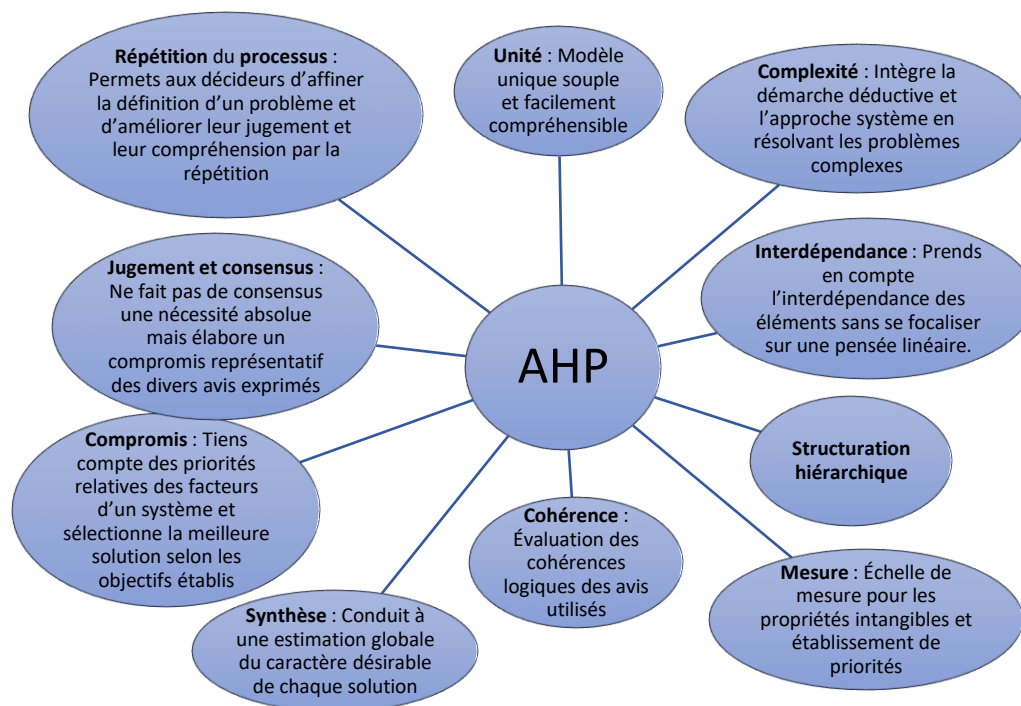 Répétition du processus :
Permets aux décideurs d’affiner
la définition d’un problème et
d’améliorer leur jugement et
leur compréhension par la
répétition
Unité : Modèle
unique souple
et facilement
compréhensible
Complexité : Intègre la
démarche déductive et
l’approche système en
résolvant les problèmes
complexes
Jugement et consensus :
Ne fait pas de consensus
une nécessité absolue
mais élabore un
compromis représentatif
des divers avis exprimés
AHP
Interdépendance : Prends
en compte
l’interdépendance des
éléments sans se focaliser
sur une pensée linéaire.
Compromis : Tiens
compte des priorités
relatives des facteurs
d’un système et
sélectionne la meilleure
solution selon les
objectifs établis
Structuration
hiérarchique
Cohérence :
Évaluation des
cohérences
logiques des avis
utilisés
Synthèse : Conduit à
une estimation globale
du caractère désirable
de chaque solution
Mesure : Échelle de
mesure pour les
propriétés intangibles et
établissement de
priorités